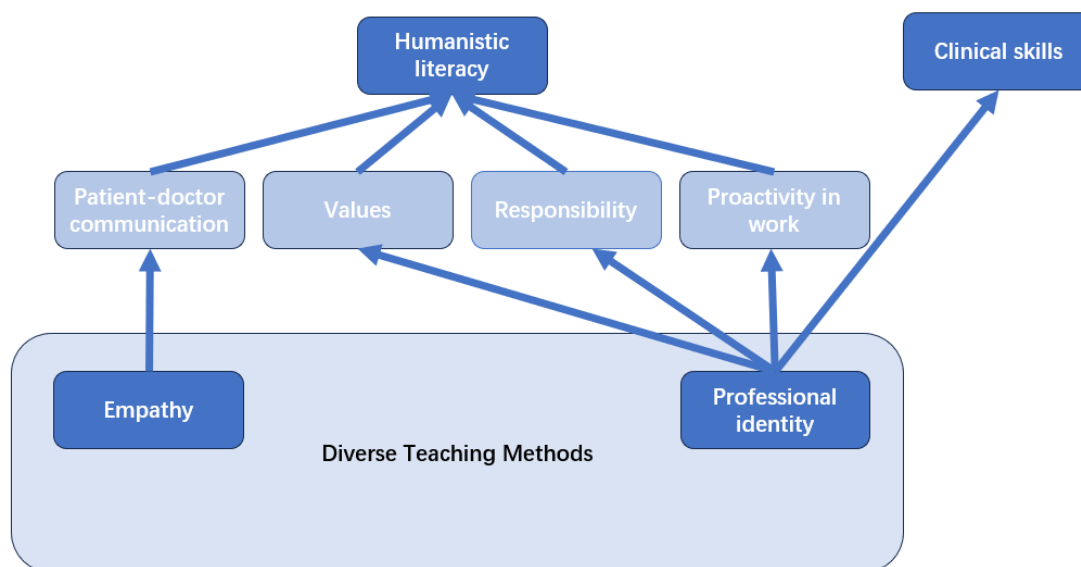 Humanistic
literacy
Clinical skills
Patient-doctor
communication
Values
Responsibility
Proactivity in
work
Empathy
Professional
identity
Diverse Teaching Methods